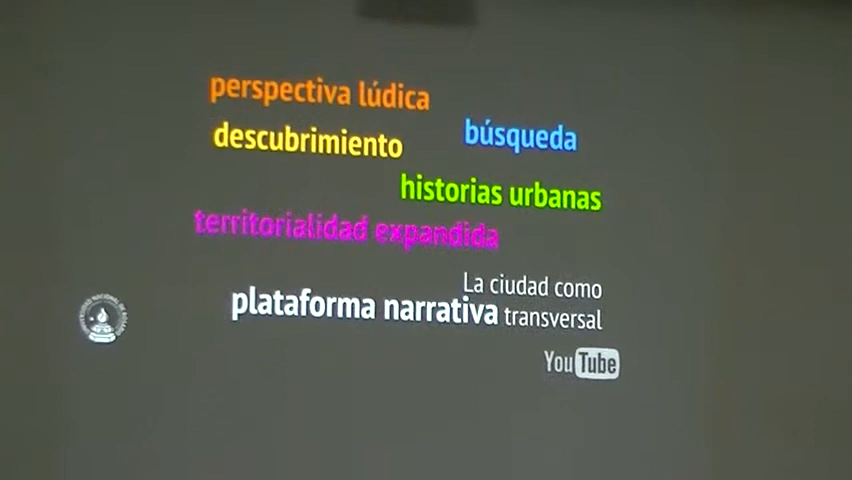 perspectiva lúdica
búsqueda
descubrimiento
historias urbanas
territorialidad expandida
La ciudad como
plataforma narrativa transversal
YouTube